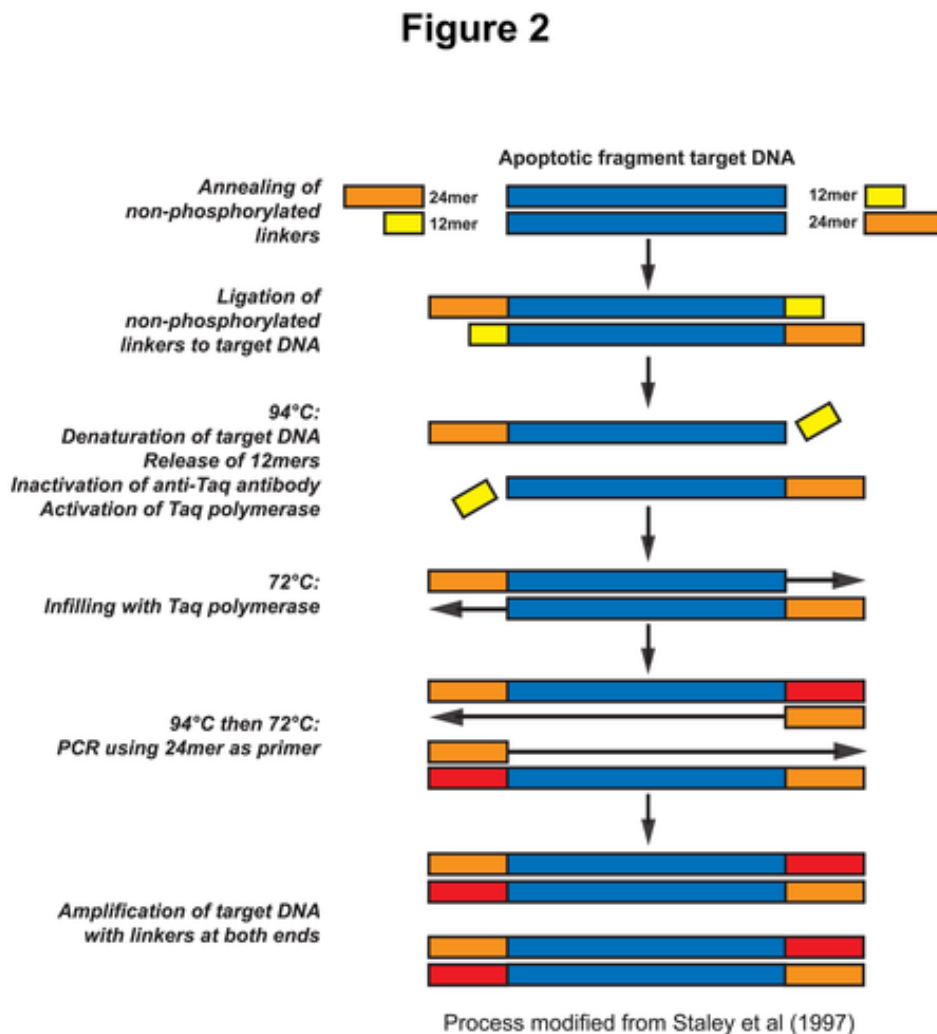 Figure 2
Apoptotic fragment target DNA
Annealing of
non-phosphorylated
linkers
24mer
12mer
12mer
24mer
Ligation of
non-phosphorylated
linkers to target DNA
94°C:
Denaturation of target DNA
Release of 12mers
Inactivation of anti-Taq antibody
Activation of Taq polymerase
72°C:
Infilling with Taq polymerase
94°C then 72°C:
PCR using 24mer as primer
Amplification of target DNA
with linkers at both ends
Process modified from Staley et al (1997)